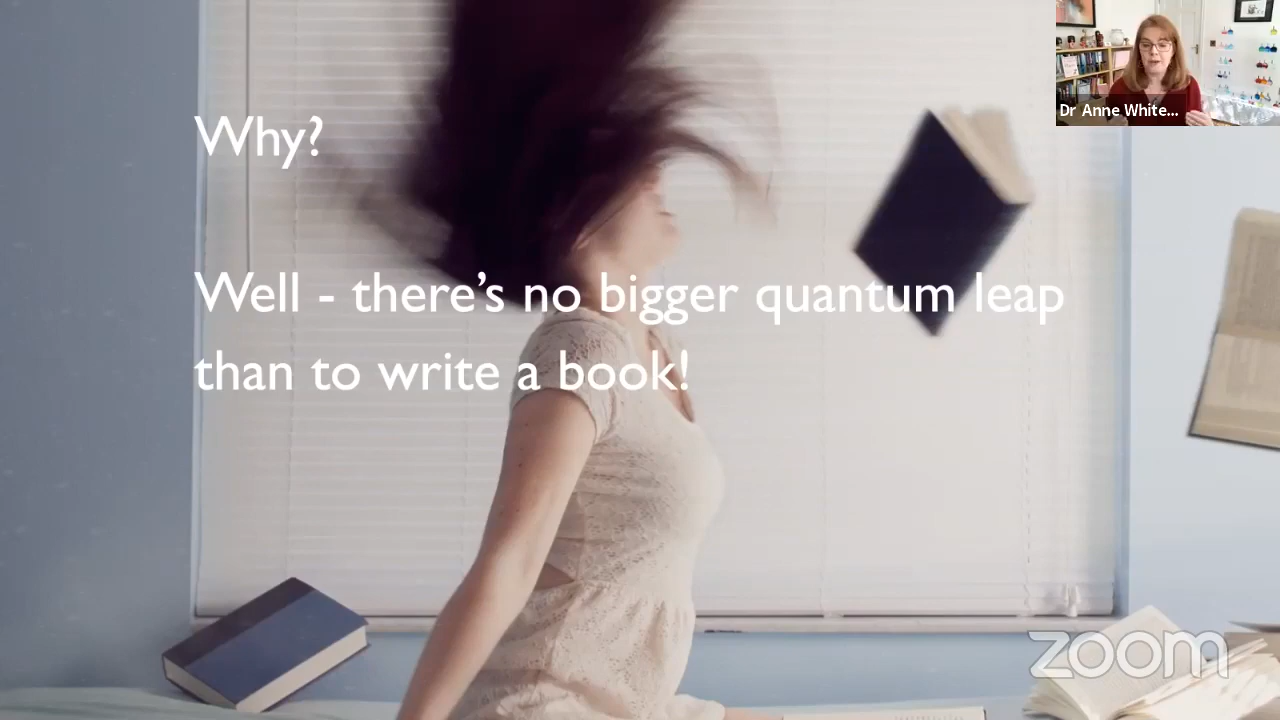 Why?
Dr Anne White...
Well - there’s no bigger quantum leap
than to write a book!
zoom